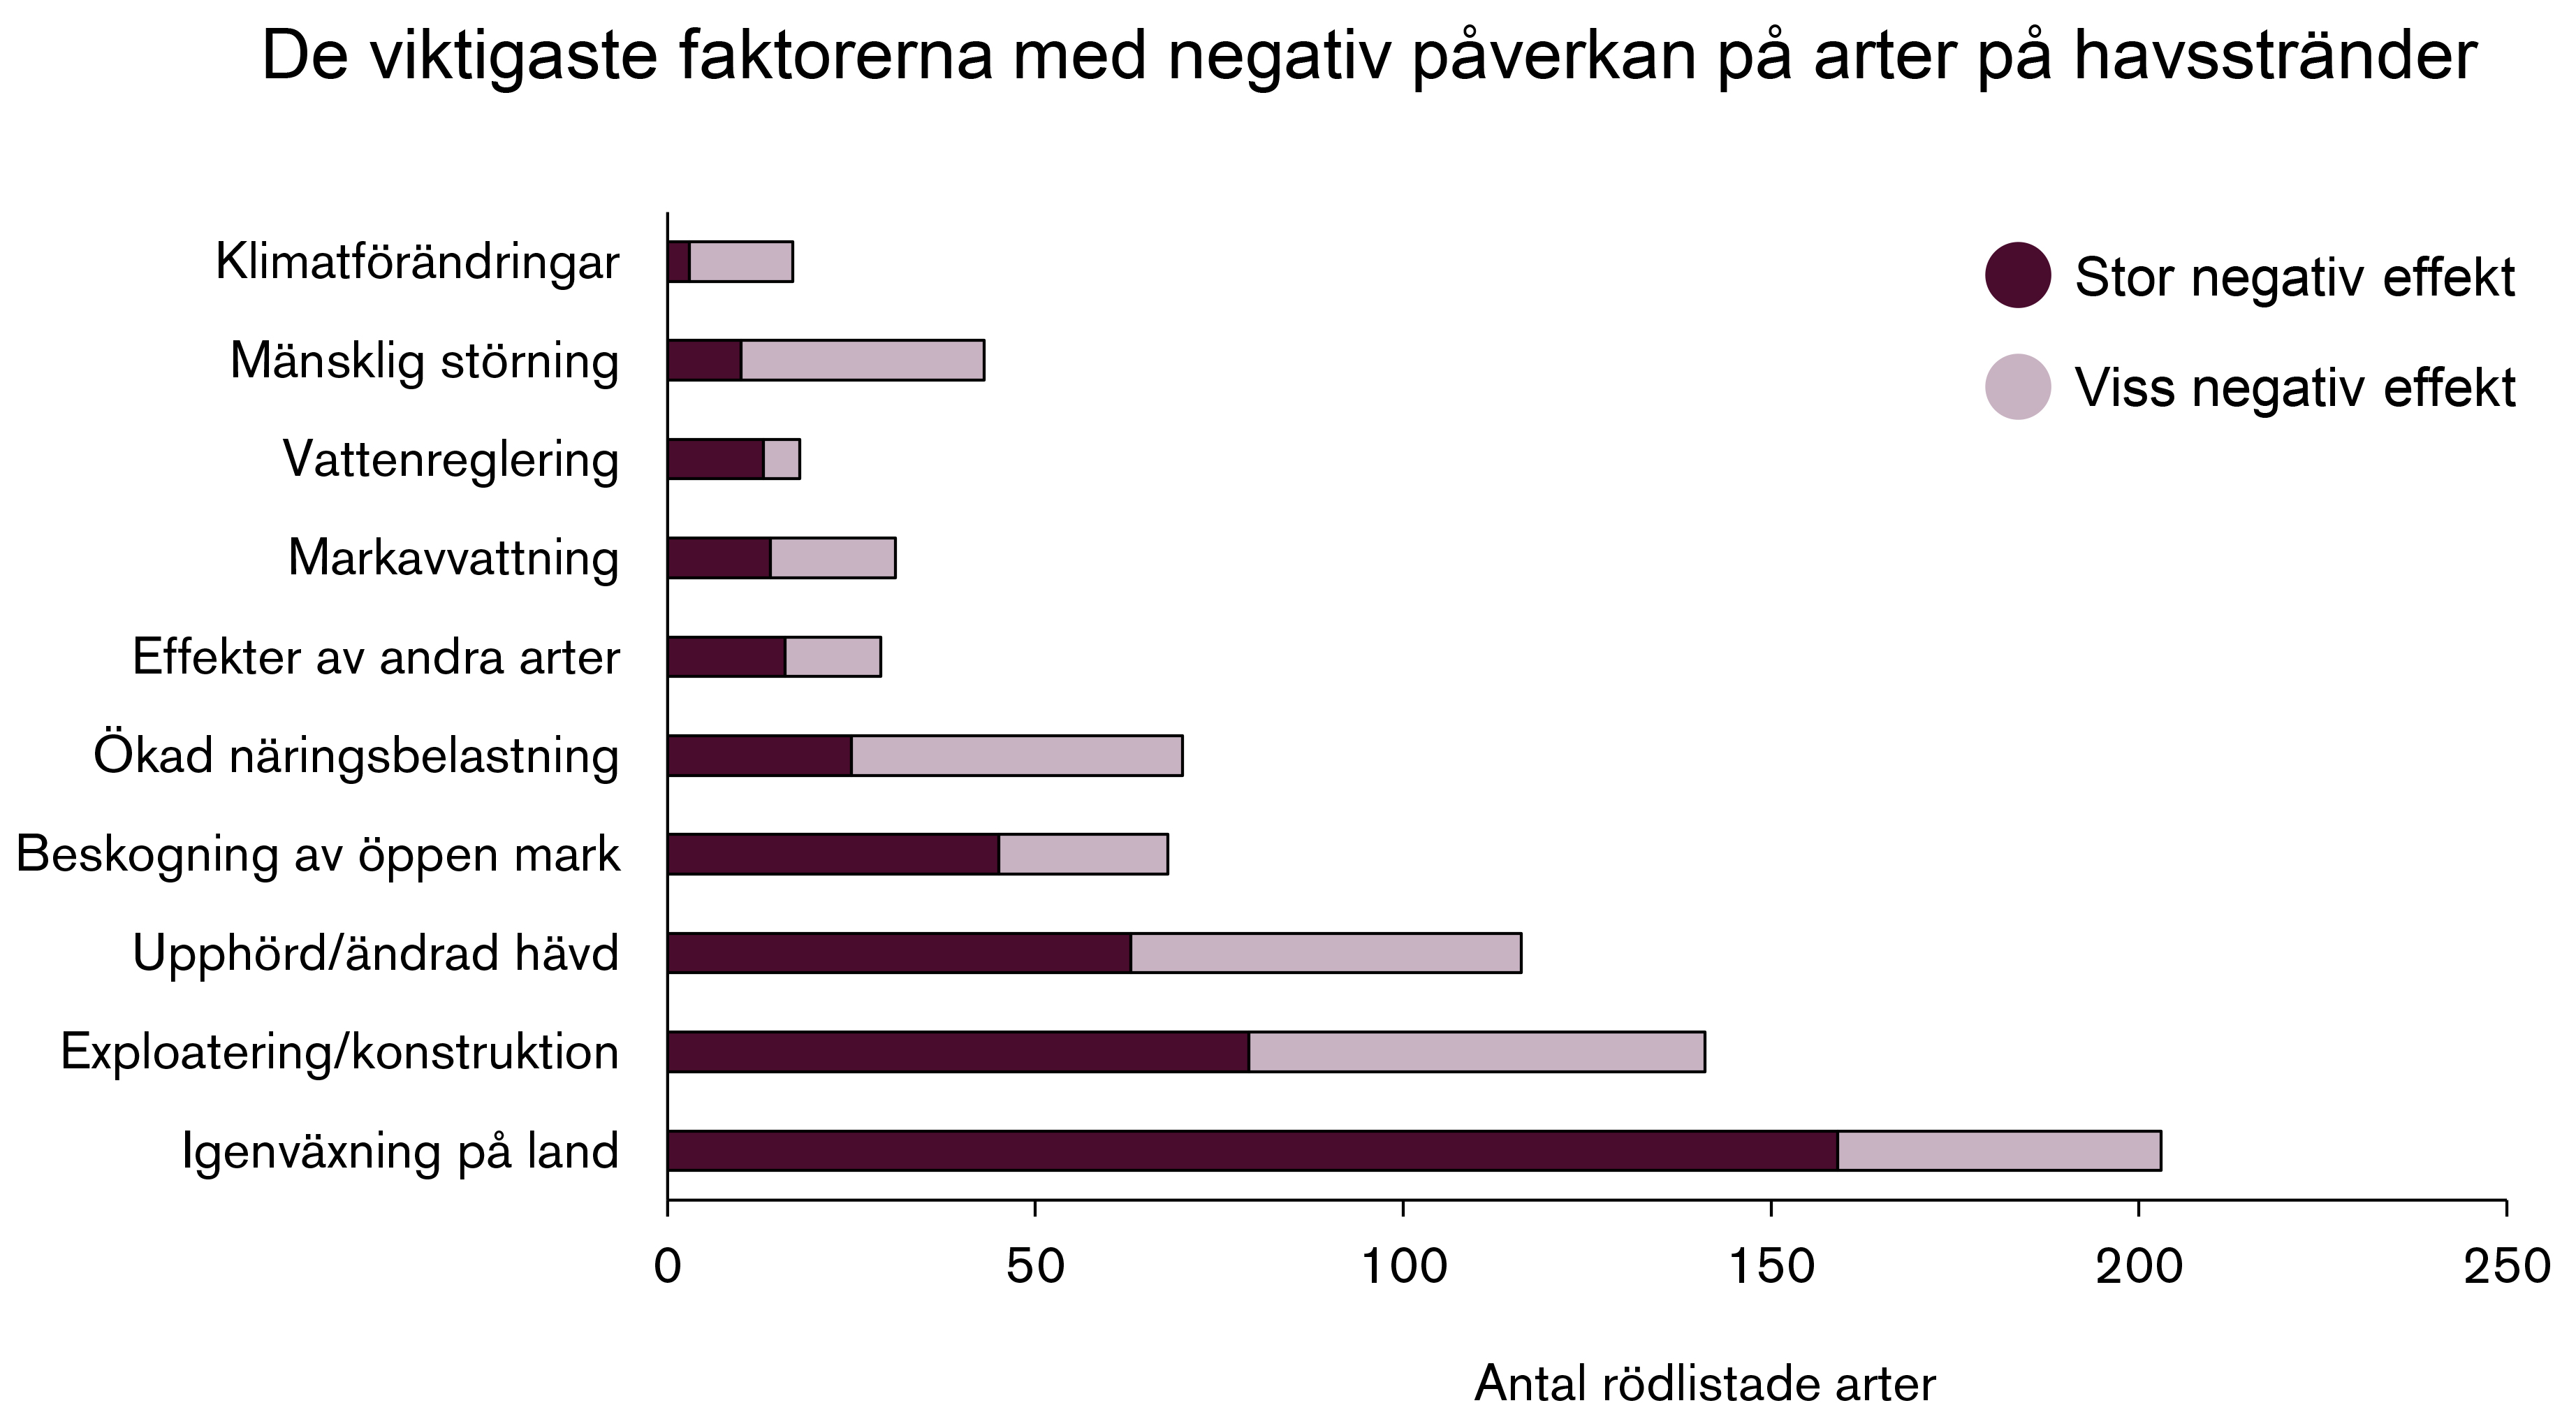 De viktigaste faktorerna med negativ påverkan på arter på havsstränder
Stor negativ effekt
Viss negativ effekt
Klimatförändringar
Mänsklig störning
Vattenreglering
Markavvattning
Effekter av andra arter
Ökad näringsbelastning
Beskogning av öppen mark
Upphörd/ändrad hävd
Exploatering/konstruktion
Igenväxning på land
0 50 100 150 200 250
Antal rödlistade arter